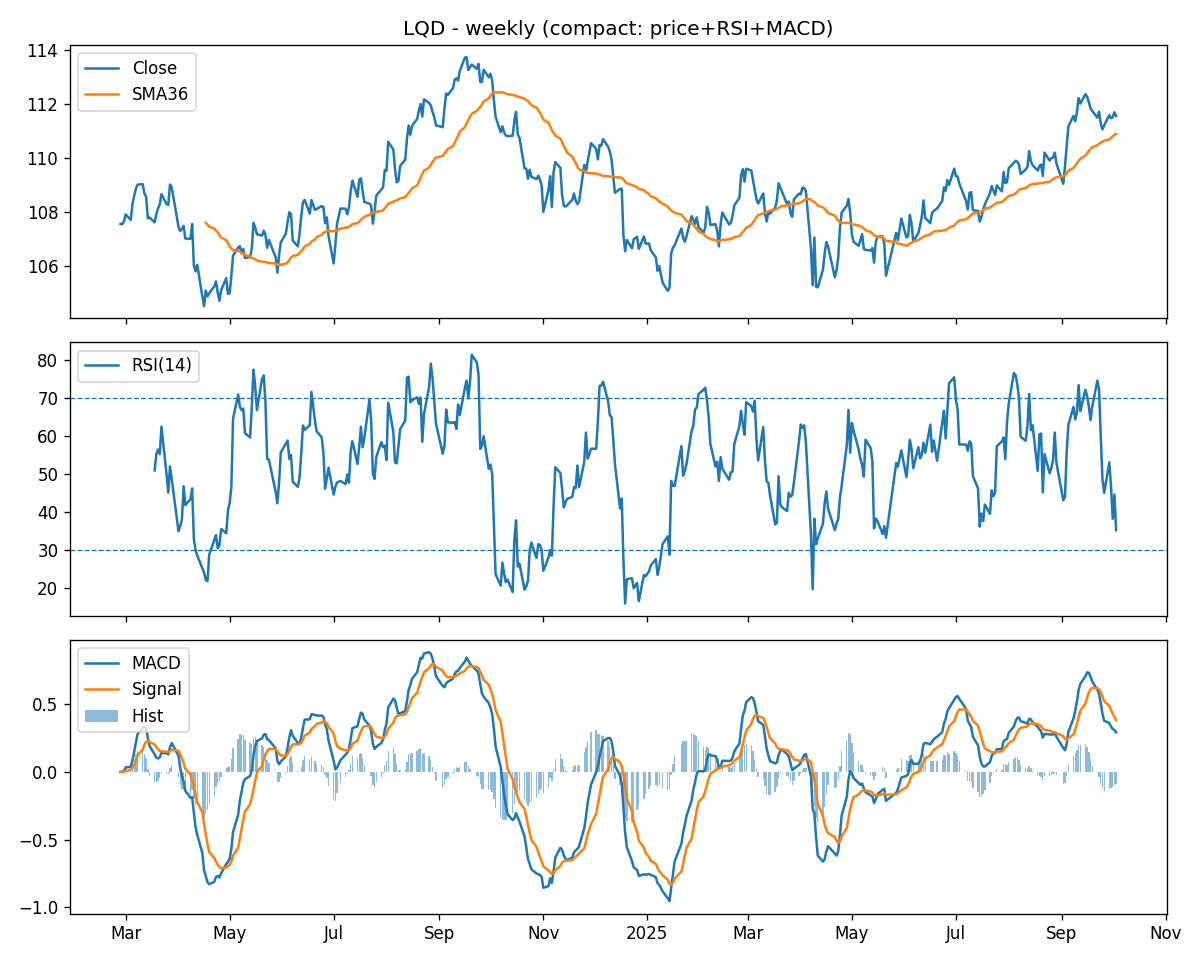 LQD - weekly (compact: price+RSI+MACD)
114
112
110
108
106
Close
SMA36
80
70
60
50
40
30
20
RSI(14)
0.5
0.0
−0.5
−1.0
MACD
Signal
Hist
Mar May Jul Sep Nov 2025 Mar May Jul Sep Nov